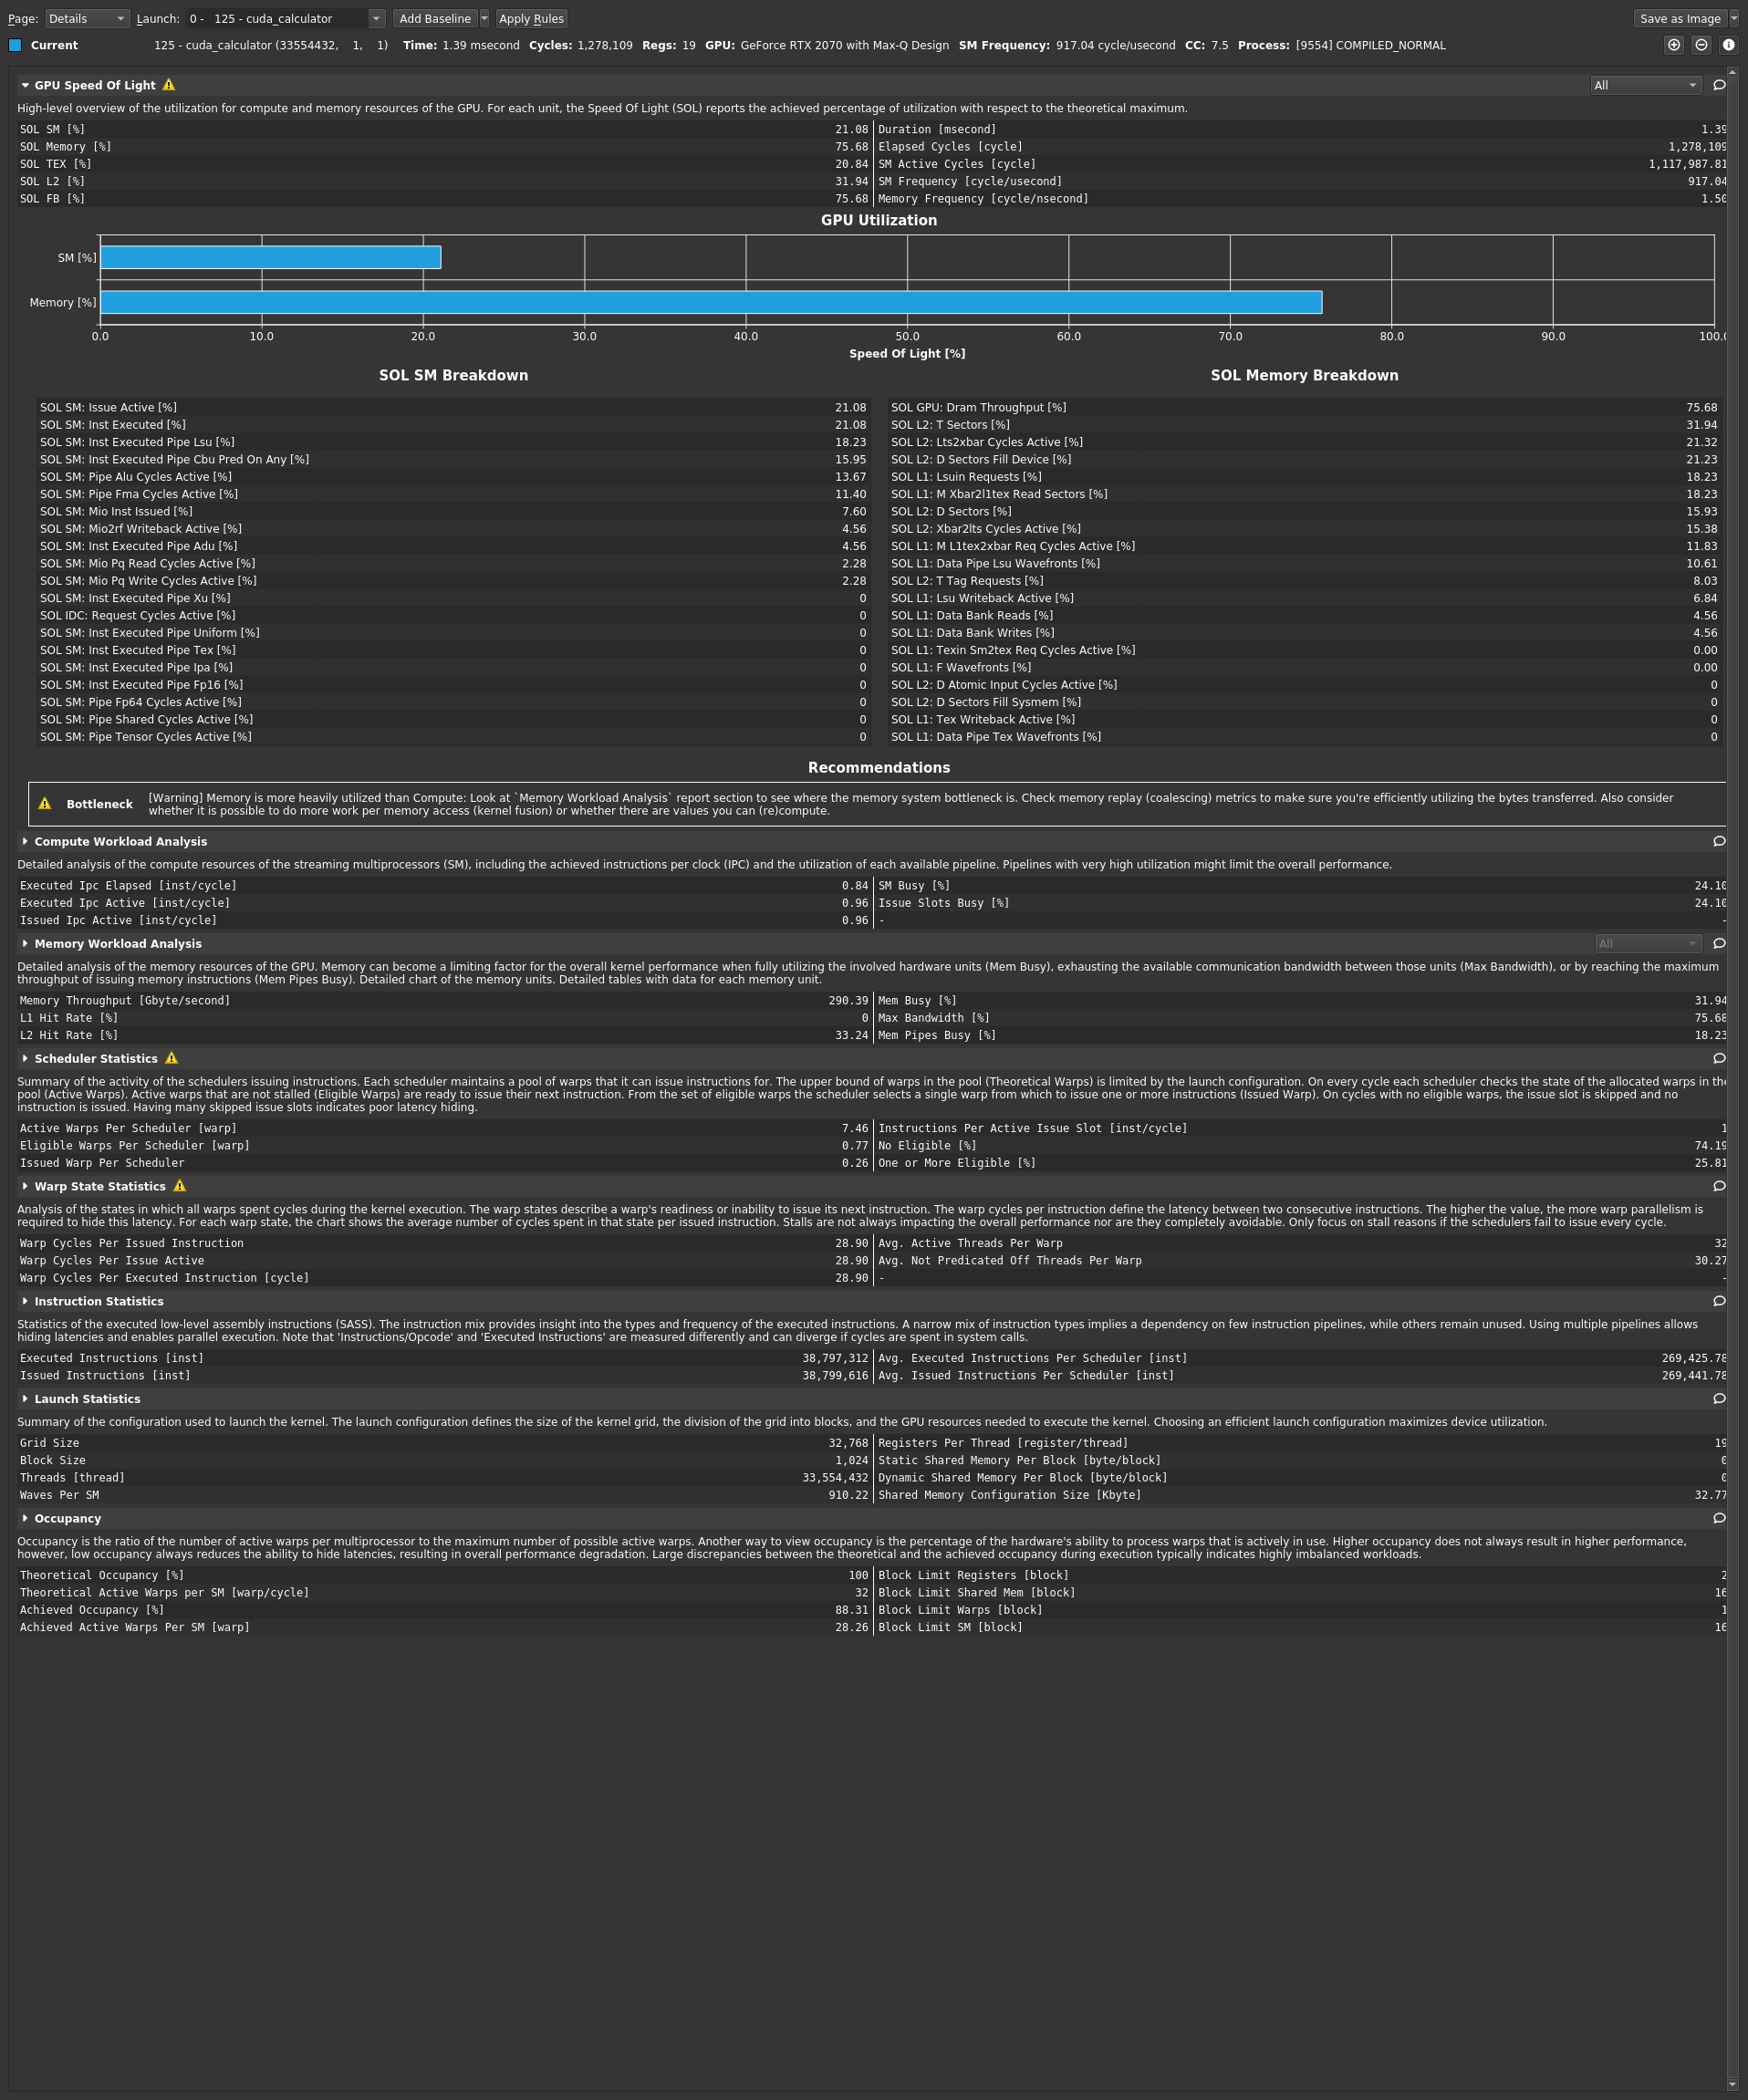 Page: Details Launch: 0 - 125 - cuda_calculator Add Baseline Apply Rules Save as Image
Current 125 - cuda_calculator (33554432, 1, 1) Time: 1.39 msecond Cycles: 1,278,109 Regs: 19 GPU: GeForce RTX 2070 with Max-Q Design SM Frequency: 917.04 cycle/usecond CC: 7.5 Process: [9554] COMPILED_NORMAL
GPU Speed Of Light All
High-level overview of the utilization for compute and memory resources of the GPU. For each unit, the Speed Of Light (SOL) reports the achieved percentage of utilization with respect to the theoretical maximum.
SOL SM [%] 21.08 Duration [msecond] 1.39
SOL Memory [%] 75.68 Elapsed Cycles [cycle] 1,278,109
SOL TEX [%] 20.84 SM Active Cycles [cycle] 1,117,987.81
SOL L2 [%] 31.94 SM Frequency [cycle/usecond] 917.04
SOL FB [%] 75.68 Memory Frequency [cycle/nsecond] 1.50
GPU Utilization
SM [%]
Memory [%]
0.0 10.0 20.0 30.0 40.0 50.0 60.0 70.0 80.0 90.0 100.0
Speed Of Light [%]
SOL SM Breakdown SOL Memory Breakdown
SOL SM: Issue Active [%] 21.08 SOL GPU: Dram Throughput [%] 75.68
SOL SM: Inst Executed [%] 21.08 SOL L2: T Sectors [%] 31.94
SOL SM: Inst Executed Pipe Lsu [%] 18.23 SOL L2: Lts2xbar Cycles Active [%] 21.32
SOL SM: Inst Executed Pipe Cbu Pred On Any [%] 15.95 SOL L2: D Sectors Fill Device [%] 21.23
SOL SM: Pipe Alu Cycles Active [%] 13.67 SOL L1: Lsuin Requests [%] 18.23
SOL SM: Pipe Fma Cycles Active [%] 11.40 SOL L1: M Xbar2l1tex Read Sectors [%] 18.23
SOL SM: Mio Inst Issued [%] 7.60 SOL L2: D Sectors [%] 15.93
SOL SM: Mio2rf Writeback Active [%] 4.56 SOL L2: Xbar2lts Cycles Active [%] 15.38
SOL SM: Inst Executed Pipe Adu [%] 4.56 SOL L1: M L1tex2xbar Req Cycles Active [%] 11.83
SOL SM: Mio Pq Read Cycles Active [%] 2.28 SOL L1: Data Pipe Lsu Wavefronts [%] 10.61
SOL SM: Mio Pq Write Cycles Active [%] 2.28 SOL L2: T Tag Requests [%] 8.03
SOL SM: Inst Executed Pipe Xu [%] 0 SOL L1: Lsu Writeback Active [%] 6.84
SOL IDC: Request Cycles Active [%] 0 SOL L1: Data Bank Reads [%] 4.56
SOL SM: Inst Executed Pipe Uniform [%] 0 SOL L1: Data Bank Writes [%] 4.56
SOL SM: Inst Executed Pipe Tex [%] 0 SOL L1: Texin Sm2tex Req Cycles Active [%] 0.00
SOL SM: Inst Executed Pipe Ipa [%] 0 SOL L1: F Wavefronts [%] 0.00
SOL SM: Inst Executed Pipe Fp16 [%] 0 SOL L2: D Atomic Input Cycles Active [%] 0
SOL SM: Pipe Fp64 Cycles Active [%] 0 SOL L2: D Sectors Fill Sysmem [%] 0
SOL SM: Pipe Shared Cycles Active [%] 0 SOL L1: Tex Writeback Active [%] 0
SOL SM: Pipe Tensor Cycles Active [%] 0 SOL L1: Data Pipe Tex Wavefronts [%] 0
Recommendations
Bottleneck [Warning] Memory is more heavily utilized than Compute: Look at `Memory Workload Analysis` report section to see where the memory system bottleneck is. Check memory replay (coalescing) metrics to make sure you're efficiently utilizing the bytes transferred. Also consider
whether it is possible to do more work per memory access (kernel fusion) or whether there are values you can (re)compute.
Compute Workload Analysis
Detailed analysis of the compute resources of the streaming multiprocessors (SM), including the achieved instructions per clock (IPC) and the utilization of each available pipeline. Pipelines with very high utilization might limit the overall performance.
Executed Ipc Elapsed [inst/cycle] 0.84 SM Busy [%] 24.10
Executed Ipc Active [inst/cycle] 0.96 Issue Slots Busy [%] 24.10
Issued Ipc Active [inst/cycle] 0.96 - -
Memory Workload Analysis All
Detailed analysis of the memory resources of the GPU. Memory can become a limiting factor for the overall kernel performance when fully utilizing the involved hardware units (Mem Busy), exhausting the available communication bandwidth between those units (Max Bandwidth), or by reaching the maximum
throughput of issuing memory instructions (Mem Pipes Busy). Detailed chart of the memory units. Detailed tables with data for each memory unit.
Memory Throughput [Gbyte/second] 290.39 Mem Busy [%] 31.94
L1 Hit Rate [%] 0 Max Bandwidth [%] 75.68
L2 Hit Rate [%] 33.24 Mem Pipes Busy [%] 18.23
Scheduler Statistics
Summary of the activity of the schedulers issuing instructions. Each scheduler maintains a pool of warps that it can issue instructions for. The upper bound of warps in the pool (Theoretical Warps) is limited by the launch configuration. On every cycle each scheduler checks the state of the allocated warps in the
pool (Active Warps). Active warps that are not stalled (Eligible Warps) are ready to issue their next instruction. From the set of eligible warps the scheduler selects a single warp from which to issue one or more instructions (Issued Warp). On cycles with no eligible warps, the issue slot is skipped and no
instruction is issued. Having many skipped issue slots indicates poor latency hiding.
Active Warps Per Scheduler [warp] 7.46 Instructions Per Active Issue Slot [inst/cycle] 1
Eligible Warps Per Scheduler [warp] 0.77 No Eligible [%] 74.19
Issued Warp Per Scheduler 0.26 One or More Eligible [%] 25.81
Warp State Statistics
Analysis of the states in which all warps spent cycles during the kernel execution. The warp states describe a warp's readiness or inability to issue its next instruction. The warp cycles per instruction define the latency between two consecutive instructions. The higher the value, the more warp parallelism is
required to hide this latency. For each warp state, the chart shows the average number of cycles spent in that state per issued instruction. Stalls are not always impacting the overall performance nor are they completely avoidable. Only focus on stall reasons if the schedulers fail to issue every cycle.
Warp Cycles Per Issued Instruction 28.90 Avg. Active Threads Per Warp 32
Warp Cycles Per Issue Active 28.90 Avg. Not Predicated Off Threads Per Warp 30.27
Warp Cycles Per Executed Instruction [cycle] 28.90 - -
Instruction Statistics
Statistics of the executed low-level assembly instructions (SASS). The instruction mix provides insight into the types and frequency of the executed instructions. A narrow mix of instruction types implies a dependency on few instruction pipelines, while others remain unused. Using multiple pipelines allows
hiding latencies and enables parallel execution. Note that 'Instructions/Opcode' and 'Executed Instructions' are measured differently and can diverge if cycles are spent in system calls.
Executed Instructions [inst] 38,797,312 Avg. Executed Instructions Per Scheduler [inst] 269,425.78
Issued Instructions [inst] 38,799,616 Avg. Issued Instructions Per Scheduler [inst] 269,441.78
Launch Statistics
Summary of the configuration used to launch the kernel. The launch configuration defines the size of the kernel grid, the division of the grid into blocks, and the GPU resources needed to execute the kernel. Choosing an efficient launch configuration maximizes device utilization.
Grid Size 32,768 Registers Per Thread [register/thread] 19
Block Size 1,024 Static Shared Memory Per Block [byte/block] 0
Threads [thread] 33,554,432 Dynamic Shared Memory Per Block [byte/block] 0
Waves Per SM 910.22 Shared Memory Configuration Size [Kbyte] 32.77
Occupancy
Occupancy is the ratio of the number of active warps per multiprocessor to the maximum number of possible active warps. Another way to view occupancy is the percentage of the hardware's ability to process warps that is actively in use. Higher occupancy does not always result in higher performance,
however, low occupancy always reduces the ability to hide latencies, resulting in overall performance degradation. Large discrepancies between the theoretical and the achieved occupancy during execution typically indicates highly imbalanced workloads.
Theoretical Occupancy [%] 100 Block Limit Registers [block] 2
Theoretical Active Warps per SM [warp/cycle] 32 Block Limit Shared Mem [block] 16
Achieved Occupancy [%] 88.31 Block Limit Warps [block] 1
Achieved Active Warps Per SM [warp] 28.26 Block Limit SM [block] 16